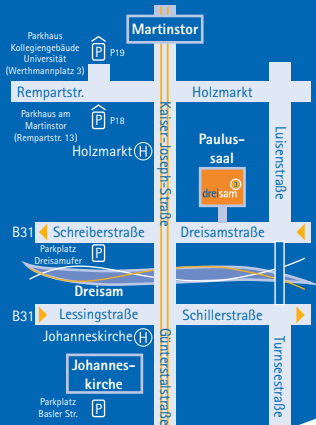 Martinstor
Parkhaus
Kollegiengebäude
Universität
(Werthmannplatz 3)
P P19
Rempartstr.
Holzmarkt
Parkhaus am
Martinstor
(Rempartstr. 13)
P P18
Kaiser-Joseph-Straße
Holzmarkt H
Paulus-
saal
dreisam
Luisenstraße
B31 Schreiberstraße
Dreisamstraße
Parkplatz
Dreisamufer
P
Dreisam
B31 Lessingstraße
Schillerstraße
Johanneskirche H
Günterstalstraße
Turnseestraße
Johannes-
kirche
Parkplatz
Basler Str.
P